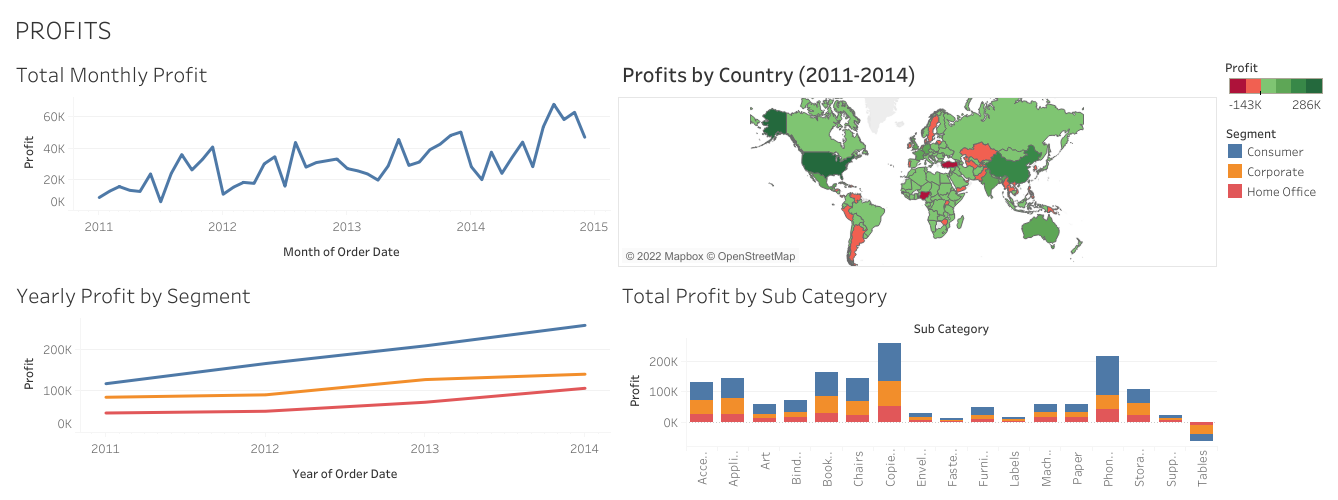 PROFITS
Total Monthly Profit
Profit
60K
40K
20K
0K
2011
2012
2013
2014
2015
Month of Order Date
Profits by Country (2011-2014)
© 2022 Mapbox © OpenStreetMap
Profit
-143K
286K
Segment
Consumer
Corporate
Home Office
Yearly Profit by Segment
Profit
200K
100K
0K
2011
2012
2013
2014
Year of Order Date
Total Profit by Sub Category
Sub Category
Profit
200K
100K
0K
Acce..
Appli..
Art
Bind..
Book..
Chairs
Copie..
Envel..
Faste..
Furni..
Labels
Mach..
Paper
Phon..
Stora..
Supp..
Tables